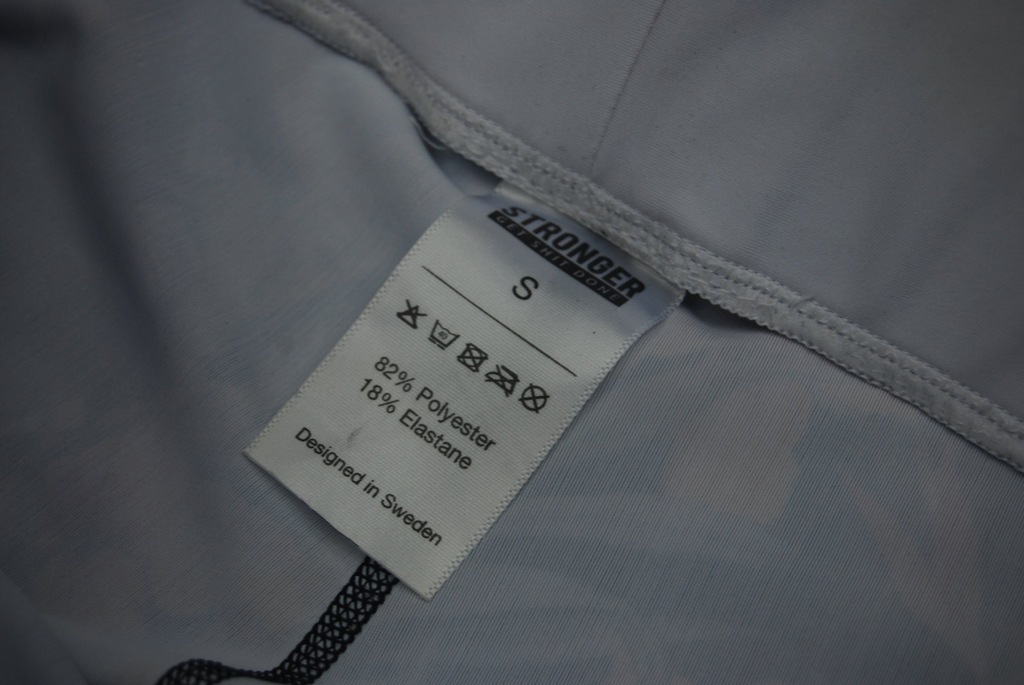 STRONGER
GET SHIT DONE
S
82% Polyester
18% Elastane
Designed in Sweden